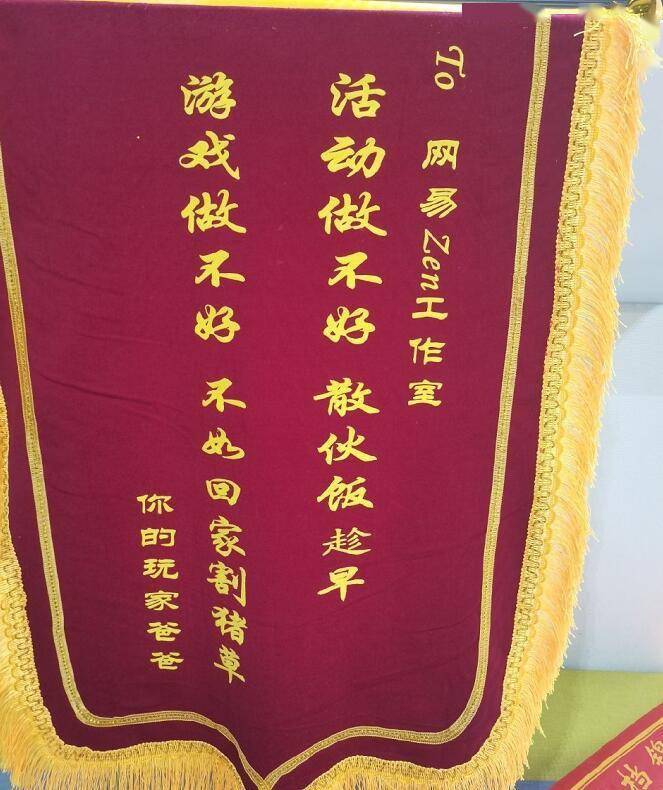 To 网易Zen工作室
活动做不好 散伙饭趁早
游戏做不好 不如回家割猪草
你的玩家爸爸